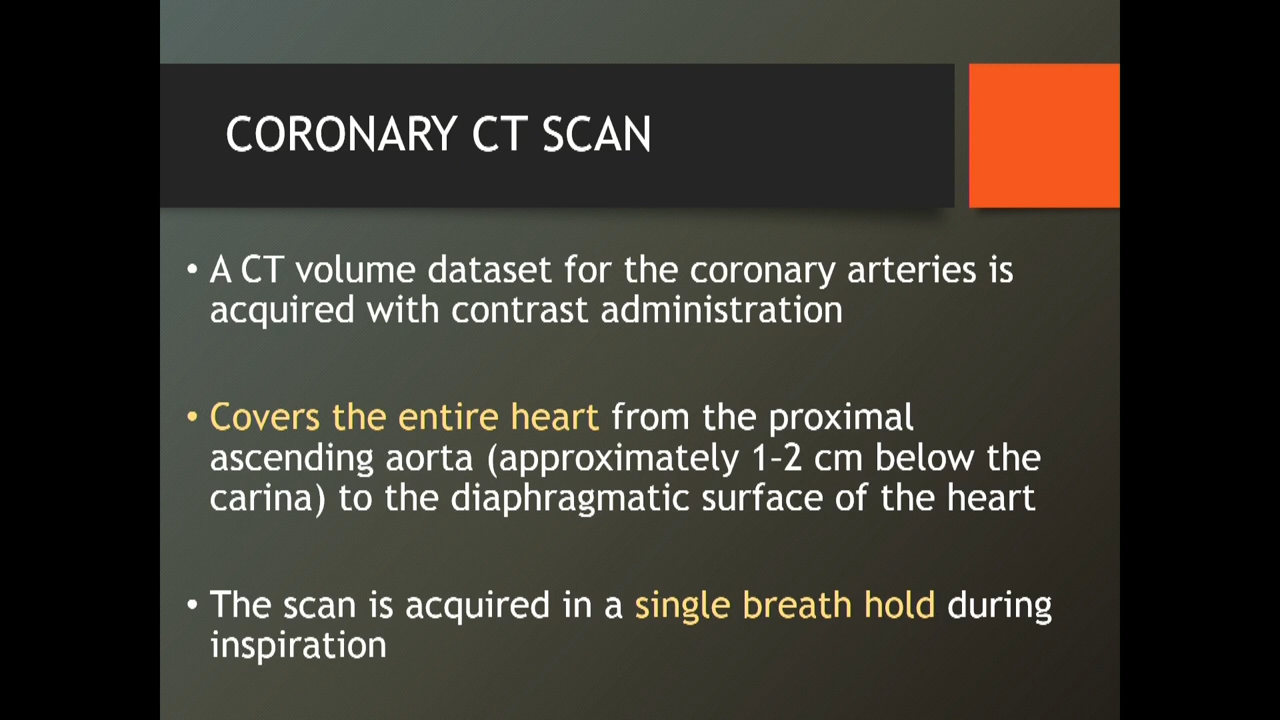 CORONARY CT SCAN
• A CT volume dataset for the coronary arteries is
acquired with contrast administration
• Covers the entire heart from the proximal
ascending aorta (approximately 1–2 cm below the
carina) to the diaphragmatic surface of the heart
• The scan is acquired in a single breath hold during
inspiration